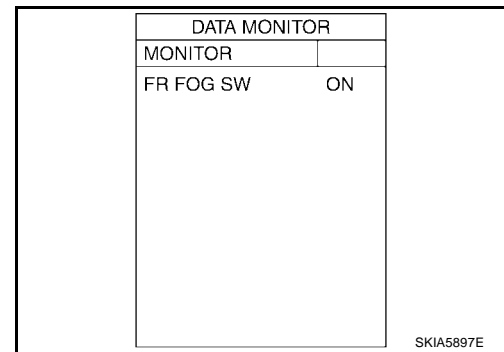 DATA MONITOR
MONITOR
FR FOG SW ON
SKIA5897E